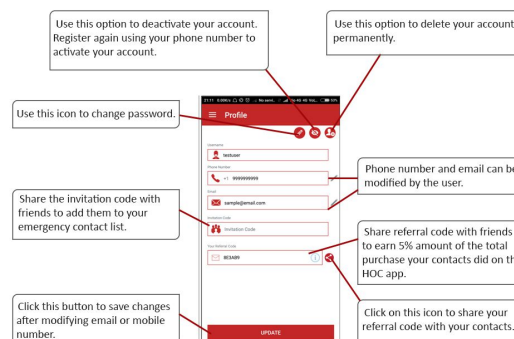 Use this option to deactivate your account.
Register again using your phone number to
activate your account.
Use this option to delete your account
permanently.
Use this icon to change password.
Profile
Username
testuser
Phone Number
+1 9999999999
Email
sample@email.com
Invitation Code
Invitation Code
Your Referral Code
8E3AB9
UPDATE
Phone number and email can be
modified by the user.
Share the invitation code with
friends to add them to your
emergency contact list.
Share referral code with friends
to earn 5% amount of the total
purchase your contacts did on th
HOC app.
Click this button to save changes
after modifying email or mobile
number.
Click on this icon to share your
referral code with your contacts.